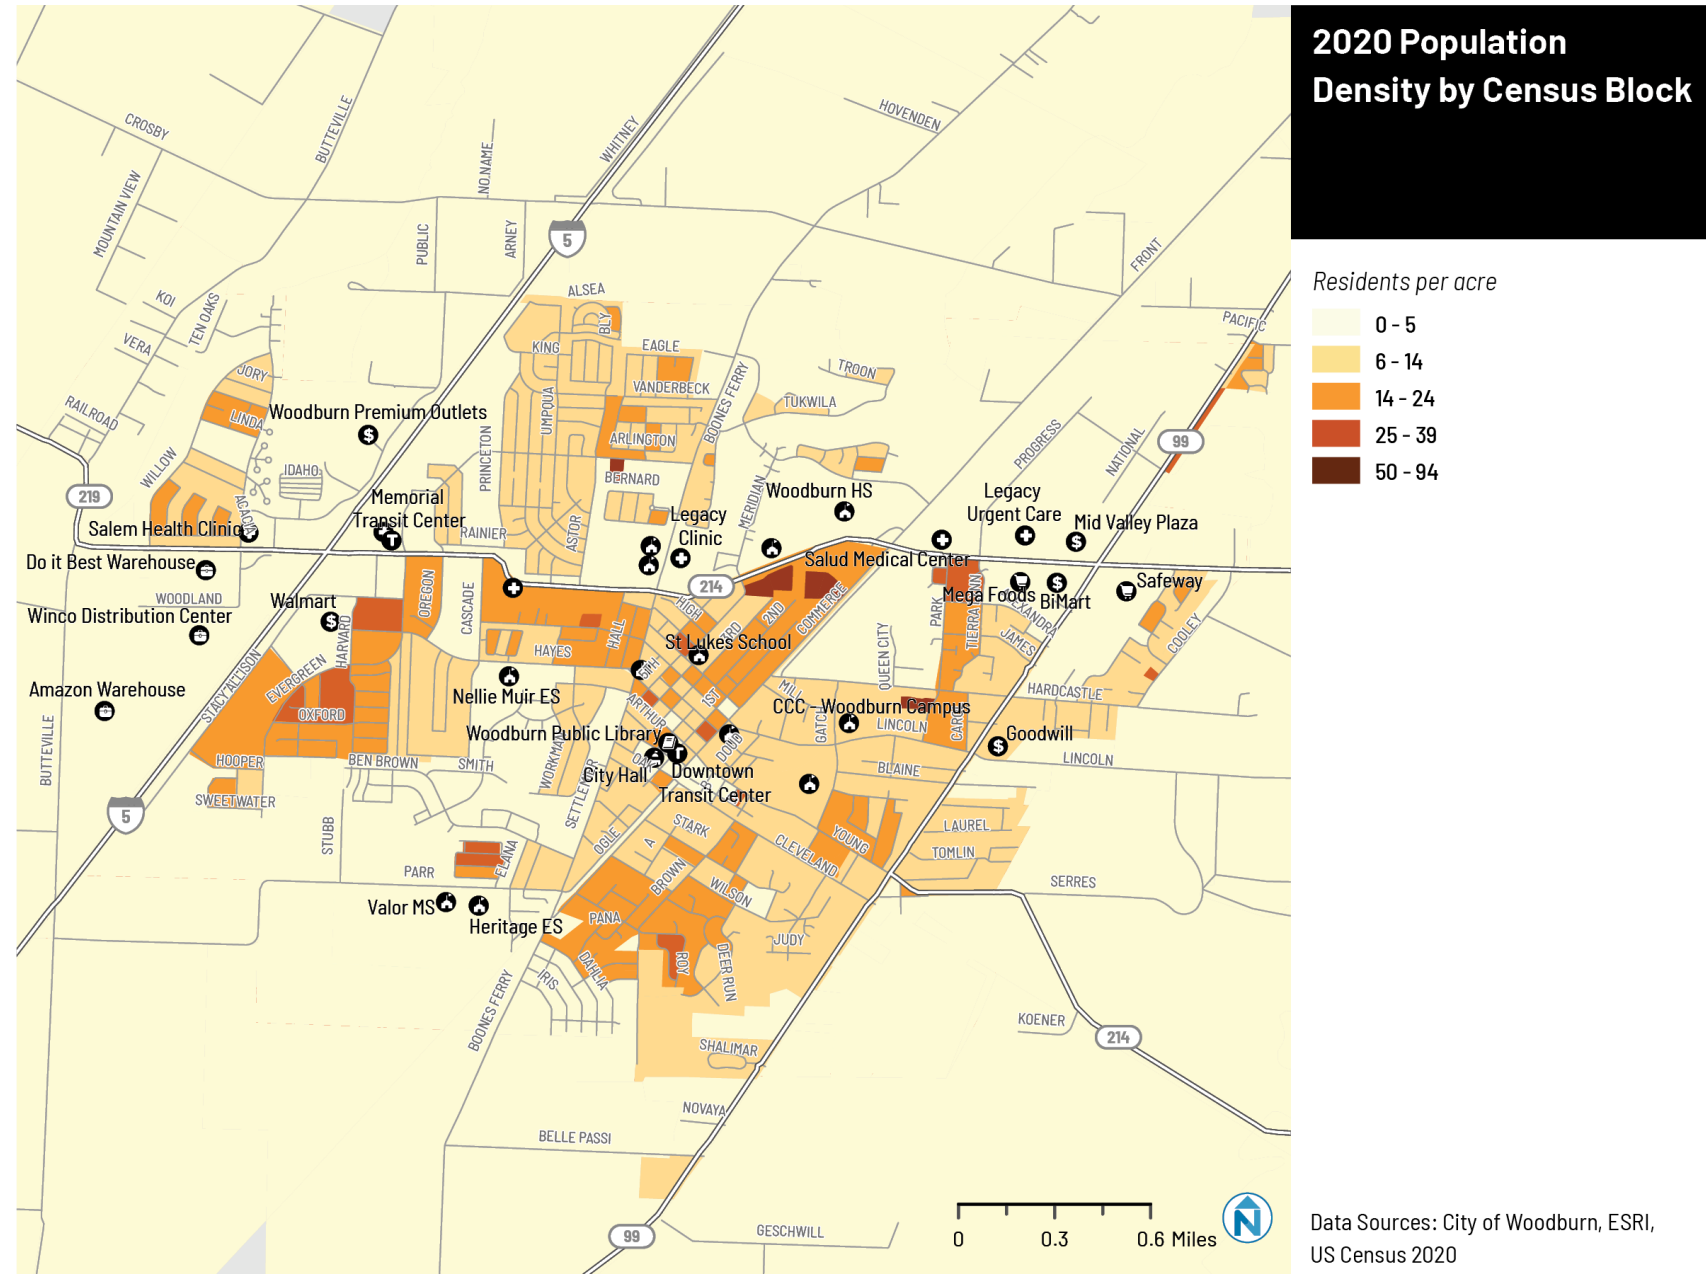 2020 Population
Density by Census Block
Residents per acre
0 - 5
6 - 14
14 - 24
25 - 39
50 - 94
Data Sources: City of Woodburn, ESRI,
US Census 2020
CROSBY
BUTTEVILLE
NO NAME
WHITNEY
HOVENDEN
MOUNTAIN VIEW
PUBLIC
ARNEY
5
FRONT
KOI
TEN OAKS
ALSEA
BLY
PACIFIC
VERA
KING
EAGLE
JORY
VANDERBECK
TROON
BOONES FERRY
TUKWILA
RAILROAD
LINDA
Woodburn Premium Outlets
UMPQUA
ARLINGTON
PROGRESS
NATIONAL
99
WILLOW
IDAHO
PRINCETON
BERNARD
MERIDIAN
219
ACACIA
Memorial
Transit Center
Woodburn HS
Legacy
Urgent Care
Legacy
Clinic
Mid Valley Plaza
Salem Health Clinic
RAINIER
ASTOR
Do it Best Warehouse
Salud Medical Center
214
WOODLAND
OREGON
CASCADE
Safeway
Mega Foods
BiMart
Walmart
Winco Distribution Center
HARVARD
HIGH
2ND
3RD
COMMERCE
PARK
TIERRA
ALEXANDRA
JAMES
COOLEY
HALL
HAYES
St Lukes School
5TH
QUEEN CITY
EVERGREEN
STACY ALLISON
Amazon Warehouse
Nellie Muir ES
1ST
MILL
HARDCASTLE
OXFORD
ARTHUR
CCC - Woodburn Campus
GATCH
LINCOLN
CAROL
BUTTEVILLE
Woodburn Public Library
DOUD
Goodwill
HOOPER
BEN BROWN
SMITH
WORKMAN
SETTLEMIER
City Hall
Downtown
Transit Center
BLAINE
LINCOLN
SWEETWATER
5
STUBB
OGLE
A
STARK
CLEVELAND
YOUNG
LAUREL
TOMLIN
PARR
ELANA
BROWN
WILSON
SERRES
Valor MS
Heritage ES
PANA
JUDY
DAHLIA
ROY
DEER RUN
IRIS
BOONES FERRY
KOENER
214
SHALIMAR
NOVAYA
BELLE PASSI
99
GESCHWILL
0
0.3
0.6 Miles
N